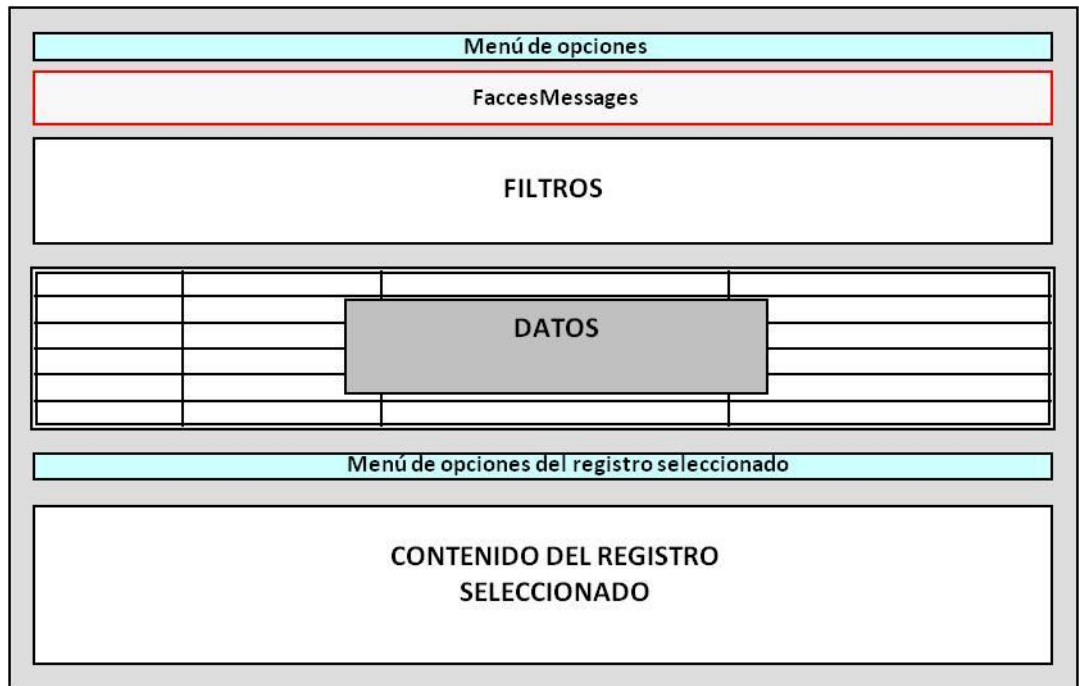 Menú de opciones
FaccesMessages
FILTROS
DATOS
Menú de opciones del registro seleccionado
CONTENIDO DEL REGISTRO
SELECCIONADO